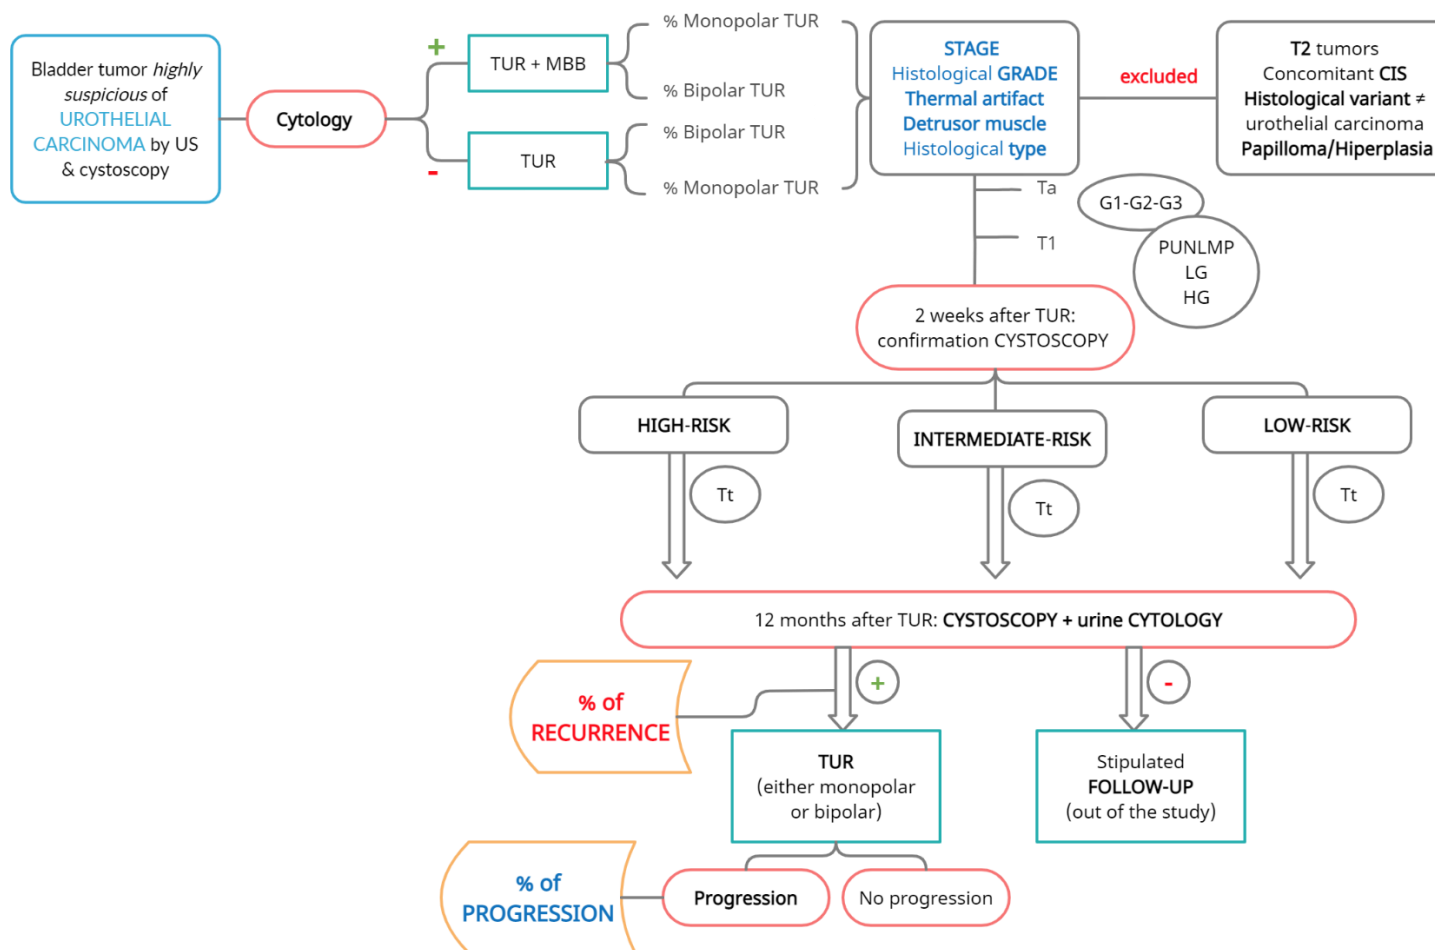 Bladder tumor highly
suspicious of
UROTHELIAL
CARCINOMA by US
& cystoscopy
Cytology
+
-
TUR + MBB
TUR
% Monopolar TUR
% Bipolar TUR
% Bipolar TUR
% Monopolar TUR
STAGE
Histological GRADE
Thermal artifact
Detrusor muscle
Histological type
excluded
T2 tumors
Concomitant CIS
Histological variant ≠
urothelial carcinoma
Papilloma/Hiperplasia
Ta
T1
G1-G2-G3
PUNLMP
LG
HG
2 weeks after TUR:
confirmation CYSTOSCOPY
HIGH-RISK
INTERMEDIATE-RISK
LOW-RISK
Tt
Tt
Tt
12 months after TUR: CYSTOSCOPY + urine CYTOLOGY
+
-
% of
RECURRENCE
TUR
(either monopolar
or bipolar)
Stipulated
FOLLOW-UP
(out of the study)
% of
PROGRESSION
Progression
No progression